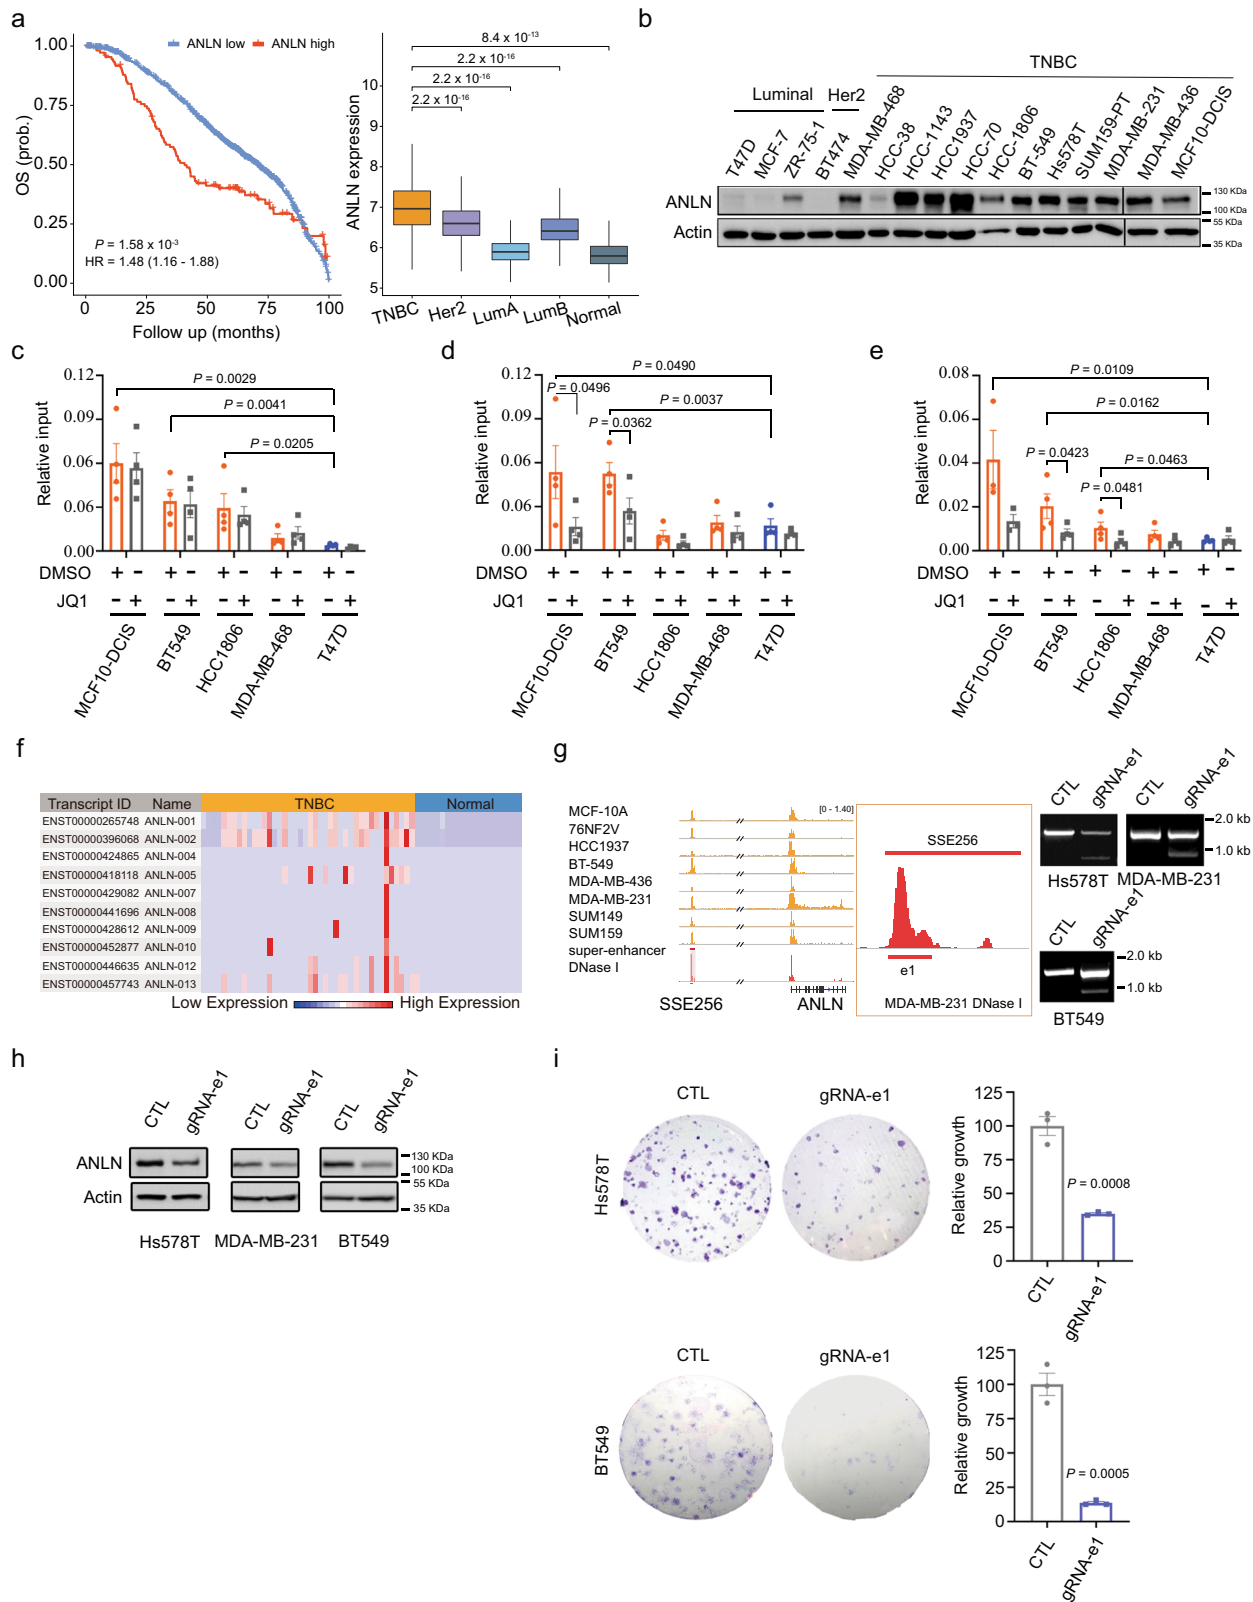 a
ANLN low
ANLN high
OS (prob.)
1.00
0.75
0.50
0.25
0.00
P = 1.58 x 10-3
HR = 1.48 (1.16 - 1.88)
0
25
50
75
100
Follow up (months)
ANLN expression
10
9
8
7
6
5
8.4 x 10-13
2.2 x 10-16
2.2 x 10-16
2.2 x 10-16
TNBC
Her2
LumA
LumB
Normal
b
TNBC
Luminal
Her2
T47D
MCF-7
ZR-75-1
BT474
MDA-MB-468
HCC-38
HCC-1143
HCC1937
HCC-70
HCC-1806
BT-549
Hs578T
SUM159-PT
MDA-MB-231
MDA-MB-436
MCF10-DCIS
ANLN
Actin
130 KDa
100 KDa
55 KDa
35 KDa
c
Relative input
0.12
0.09
0.06
0.06
0.00
P = 0.0029
P = 0.0041
P = 0.0205
DMSO + - + - + - + - + -
JQ1 - + - + - + - + - +
MCF10-DCIS
BT549
HCC1806
MDA-MB-468
T47D
d
Relative input
0.12
0.09
0.06
0.06
0.00
P = 0.0490
P = 0.0496
P = 0.0037
P = 0.0362
DMSO + - + - + - + - + -
JQ1 - + - + - + - + - +
MCF10-DCIS
BT549
HCC1806
MDA-MB-468
T47D
e
Relative input
0.08
0.06
0.04
0.02
0.00
P = 0.0109
P = 0.0162
P = 0.0423
P = 0.0463
P = 0.0481
DMSO + - + - + - + - + -
JQ1 - + - + - + - + - +
MCF10-DCIS
BT549
HCC1806
MDA-MB-468
T47D
f
Transcript ID Name TNBC Normal
ENST00000265748 ANLN-001
ENST00000396068 ANLN-002
ENST00000424865 ANLN-004
ENST00000418118 ANLN-005
ENST00000429082 ANLN-007
ENST00000441696 ANLN-008
ENST00000428612 ANLN-009
ENST00000452877 ANLN-010
ENST00000446635 ANLN-012
ENST00000457743 ANLN-013
Low Expression
High Expression
g
MCF-10A
76NF2V
HCC1937
BT-549
MDA-MB-436
MDA-MB-231
SUM149
SUM159
super-enhancer
DNase I
[0 - 1.40]
SSE256
ANLN
SSE256
e1
MDA-MB-231 DNase I
CTL
gRNA-e1
CTL
gRNA-e1
2.0 kb
1.0 kb
Hs578T
MDA-MB-231
CTL
gRNA-e1
2.0 kb
1.0 kb
BT549
h
CTL
gRNA-e1
CTL
gRNA-e1
CTL
gRNA-e1
ANLN
Actin
130 KDa
100 KDa
55 KDa
35 KDa
Hs578T
MDA-MB-231
BT549
i
CTL
gRNA-e1
Hs578T
Relative growth
125
100
75
50
25
0
P = 0.0008
CTL
gRNA-e1
CTL
gRNA-e1
BT549
Relative growth
125
100
75
50
25
0
P = 0.0005
CTL
gRNA-e1